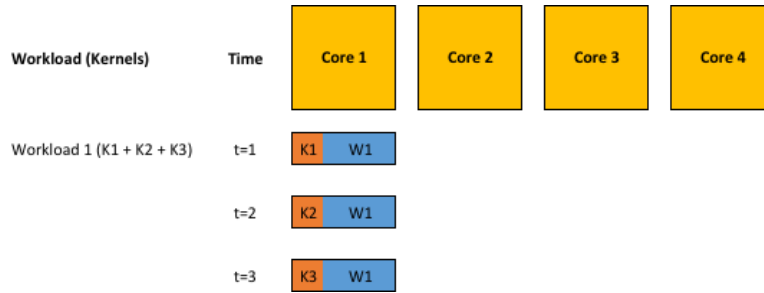 Workload (Kernels) Time Core 1 Core 2 Core 3 Core 4
Workload 1 (K1 + K2 + K3) t=1 K1 W1
t=2 K2 W1
t=3 K3 W1